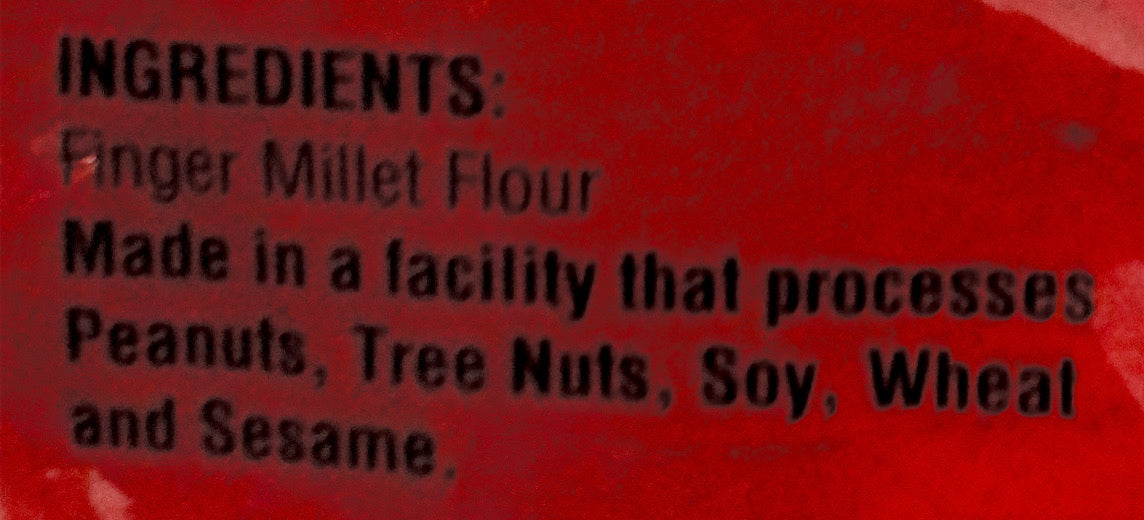 INGREDIENTS:
Finger Millet Flour
Made in a facility that processes
Peanuts, Tree Nuts, Soy, Wheat
and Sesame.